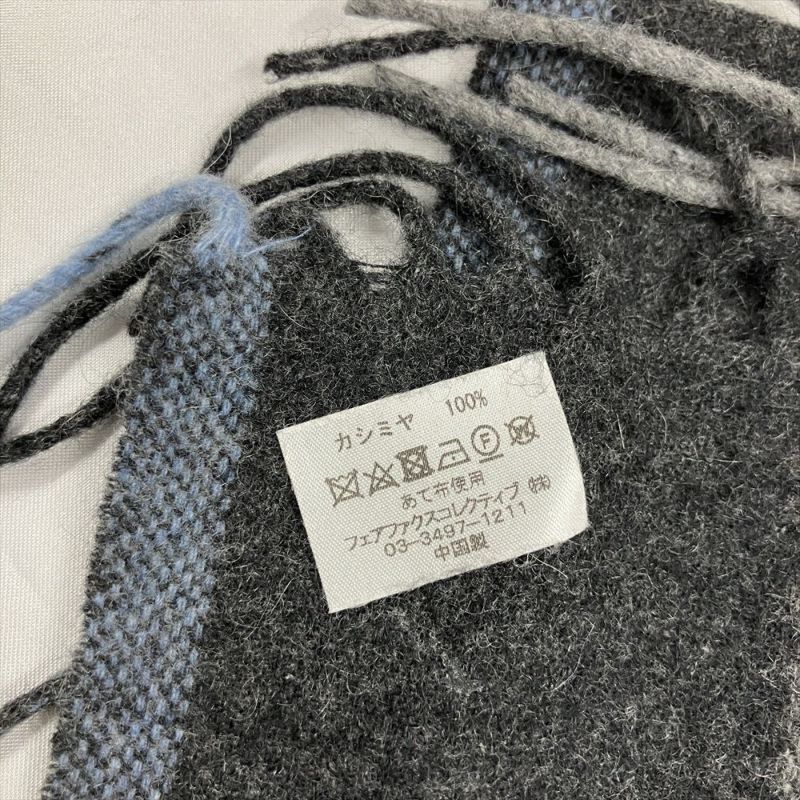 カシミヤ 100%
F W
あて布使用
フェアファクスコレクティブ(株)
03-3497-1211
中国製